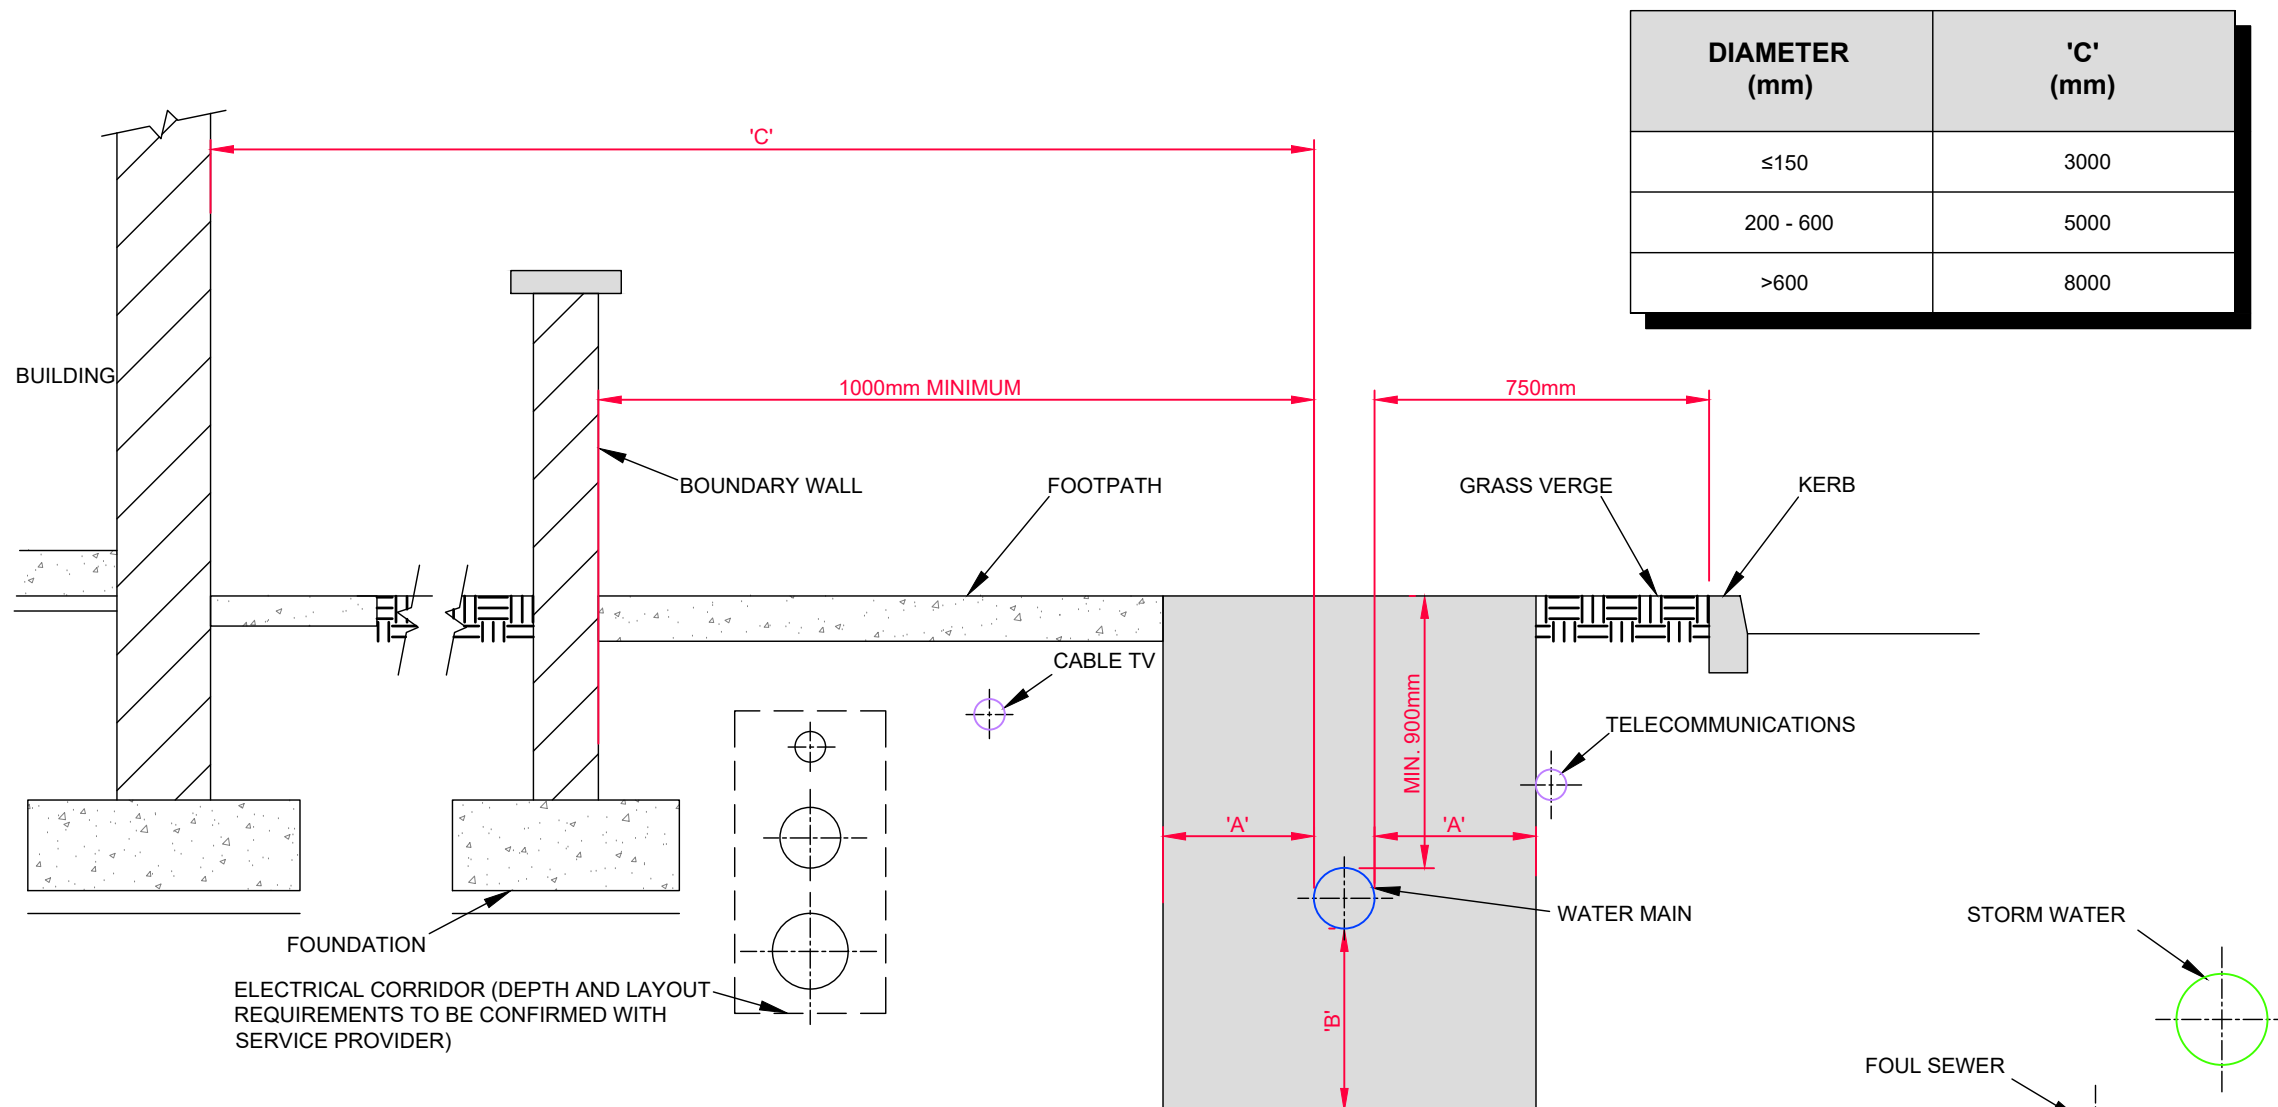 DIAMETER
(mm)
'C'
(mm)
≤150
3000
200 - 600
5000
>600
8000
'C'
BUILDING
1000mm MINIMUM
750mm
BOUNDARY WALL
FOOTPATH
GRASS VERGE
KERB
CABLE TV
TELECOMMUNICATIONS
MIN. 900mm
'A'
'A'
WATER MAIN
STORM WATER
FOUNDATION
ELECTRICAL CORRIDOR (DEPTH AND LAYOUT
REQUIREMENTS TO BE CONFIRMED WITH
SERVICE PROVIDER)
'B'
FOUL SEWER